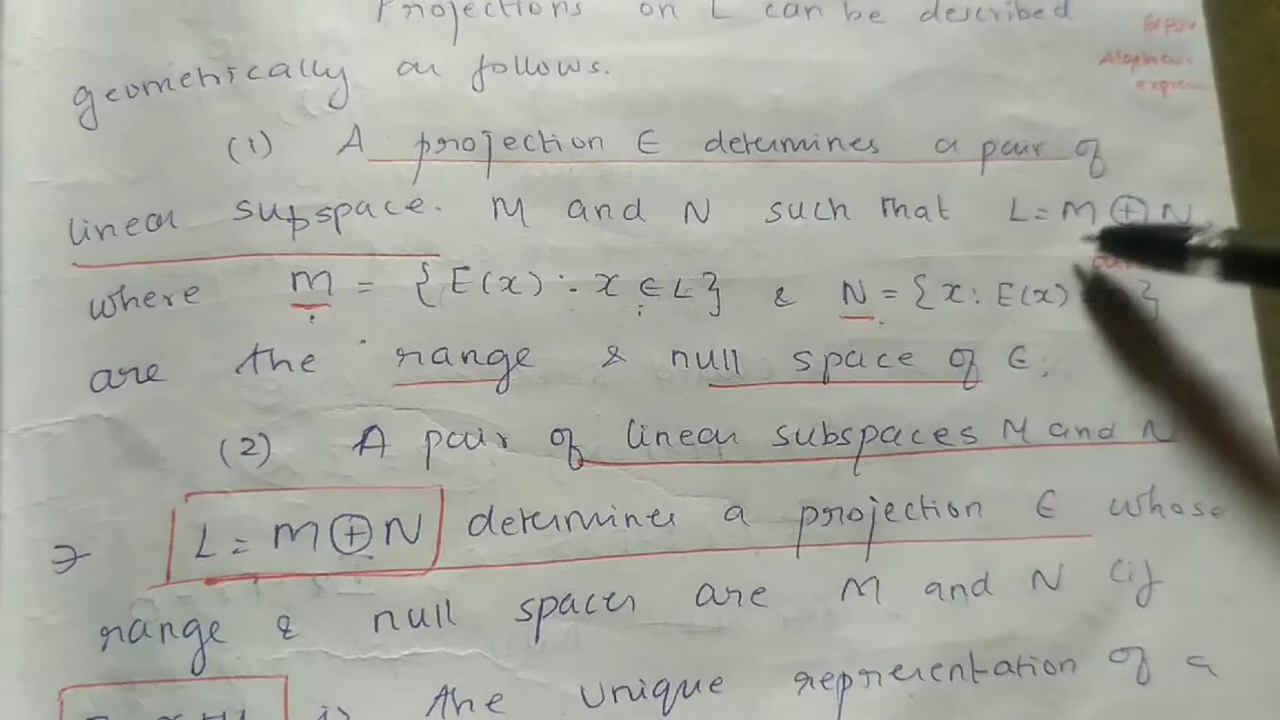 Projections on L can be described
geometrically as follows.
(1) A projection E determines a pair of
linear subspace. M and N such that L = M ⊕ N,
where M = {E(x) : x ∈ L} & N = {x : E(x) }
are the range & null space of E.
(2) A pair of linear subspaces M and N
∋ L = M ⊕ N determines a projection E whose
range & null spaces are M and N (if
is the unique representation of a